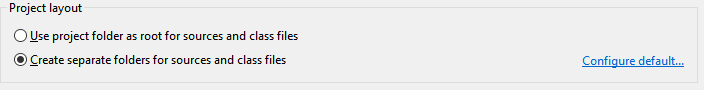 Project layout
Use project folder as root for sources and class files
Create separate folders for sources and class files
Configure default...